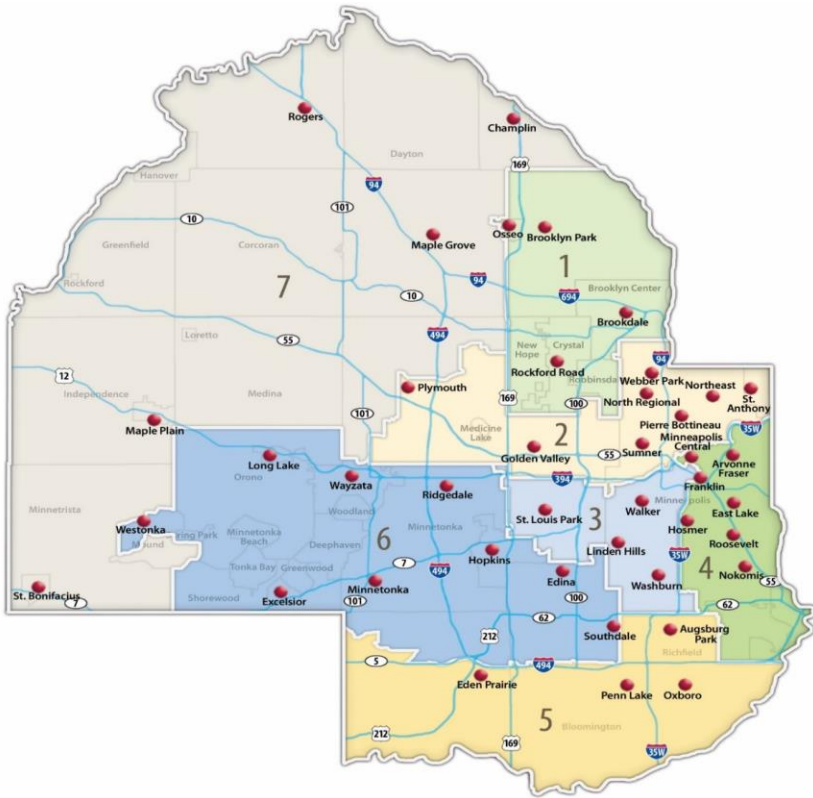 Rogers
Champlin
Dayton
169
Hanover
94
101
10
Osseo
Brooklyn Park
Maple Grove
Greenfield
Corcoran
1
7
94
Rockford
10
694
Brooklyn Center
Brookdale
Loretto
55
494
New
Hope
Crystal
94
12
Rockford Road
Robbinsda
Webber Park
Northeast
St.
Anthony
Independence
Medina
Plymouth
169
100
North Regional
101
Pierre Bottineau
35W
Maple Plain
Medicine
Lake
2
Minneapolis
Central
Golden Valley
55
Sumner
Arvonne
Fraser
Long Lake
Orono
Wayzata
394
Franklin
Ridgedale
Minneapolis
Minnetrista
Woodland
St. Louis Park
3
Walker
East Lake
Westonka
Minnetonka
Beach
Minnetonka
Hosmer
Mound
ring Park
6
Deephaven
Linden Hills
Roosevelt
7
Hopkins
35W
4
Tonka Bay
Greenwood
494
Edina
Washburn
Nokomis
55
St. Bonifacius
7
Shorewood
Excelsior
Minnetonka
101
100
62
62
212
Southdale
Augsburg
Park
Richfield
5
494
Eden Prairie
Penn Lake
Oxboro
5
Bloomington
212
169
35W